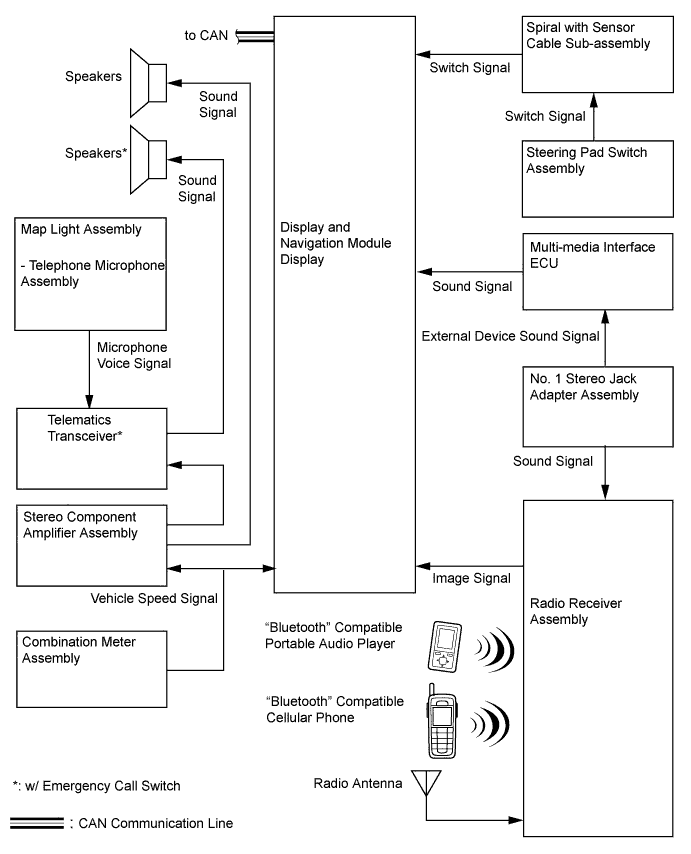 to CAN
Speakers
Sound
Signal
Speakers*
Sound
Signal
Map Light Assembly
- Telephone Microphone
Assembly
Microphone
Voice Signal
Telematics
Transceiver*
Stereo Component
Amplifier Assembly
Vehicle Speed Signal
Combination Meter
Assembly
Display and
Navigation Module
Display
Spiral with Sensor
Cable Sub-assembly
Switch Signal
Switch Signal
Steering Pad Switch
Assembly
Multi-media Interface
ECU
Sound Signal
External Device Sound Signal
No. 1 Stereo Jack
Adapter Assembly
Sound Signal
Image Signal
Radio Receiver
Assembly
“Bluetooth” Compatible
Portable Audio Player
“Bluetooth” Compatible
Cellular Phone
Radio Antenna
*: w/ Emergency Call Switch
: CAN Communication Line